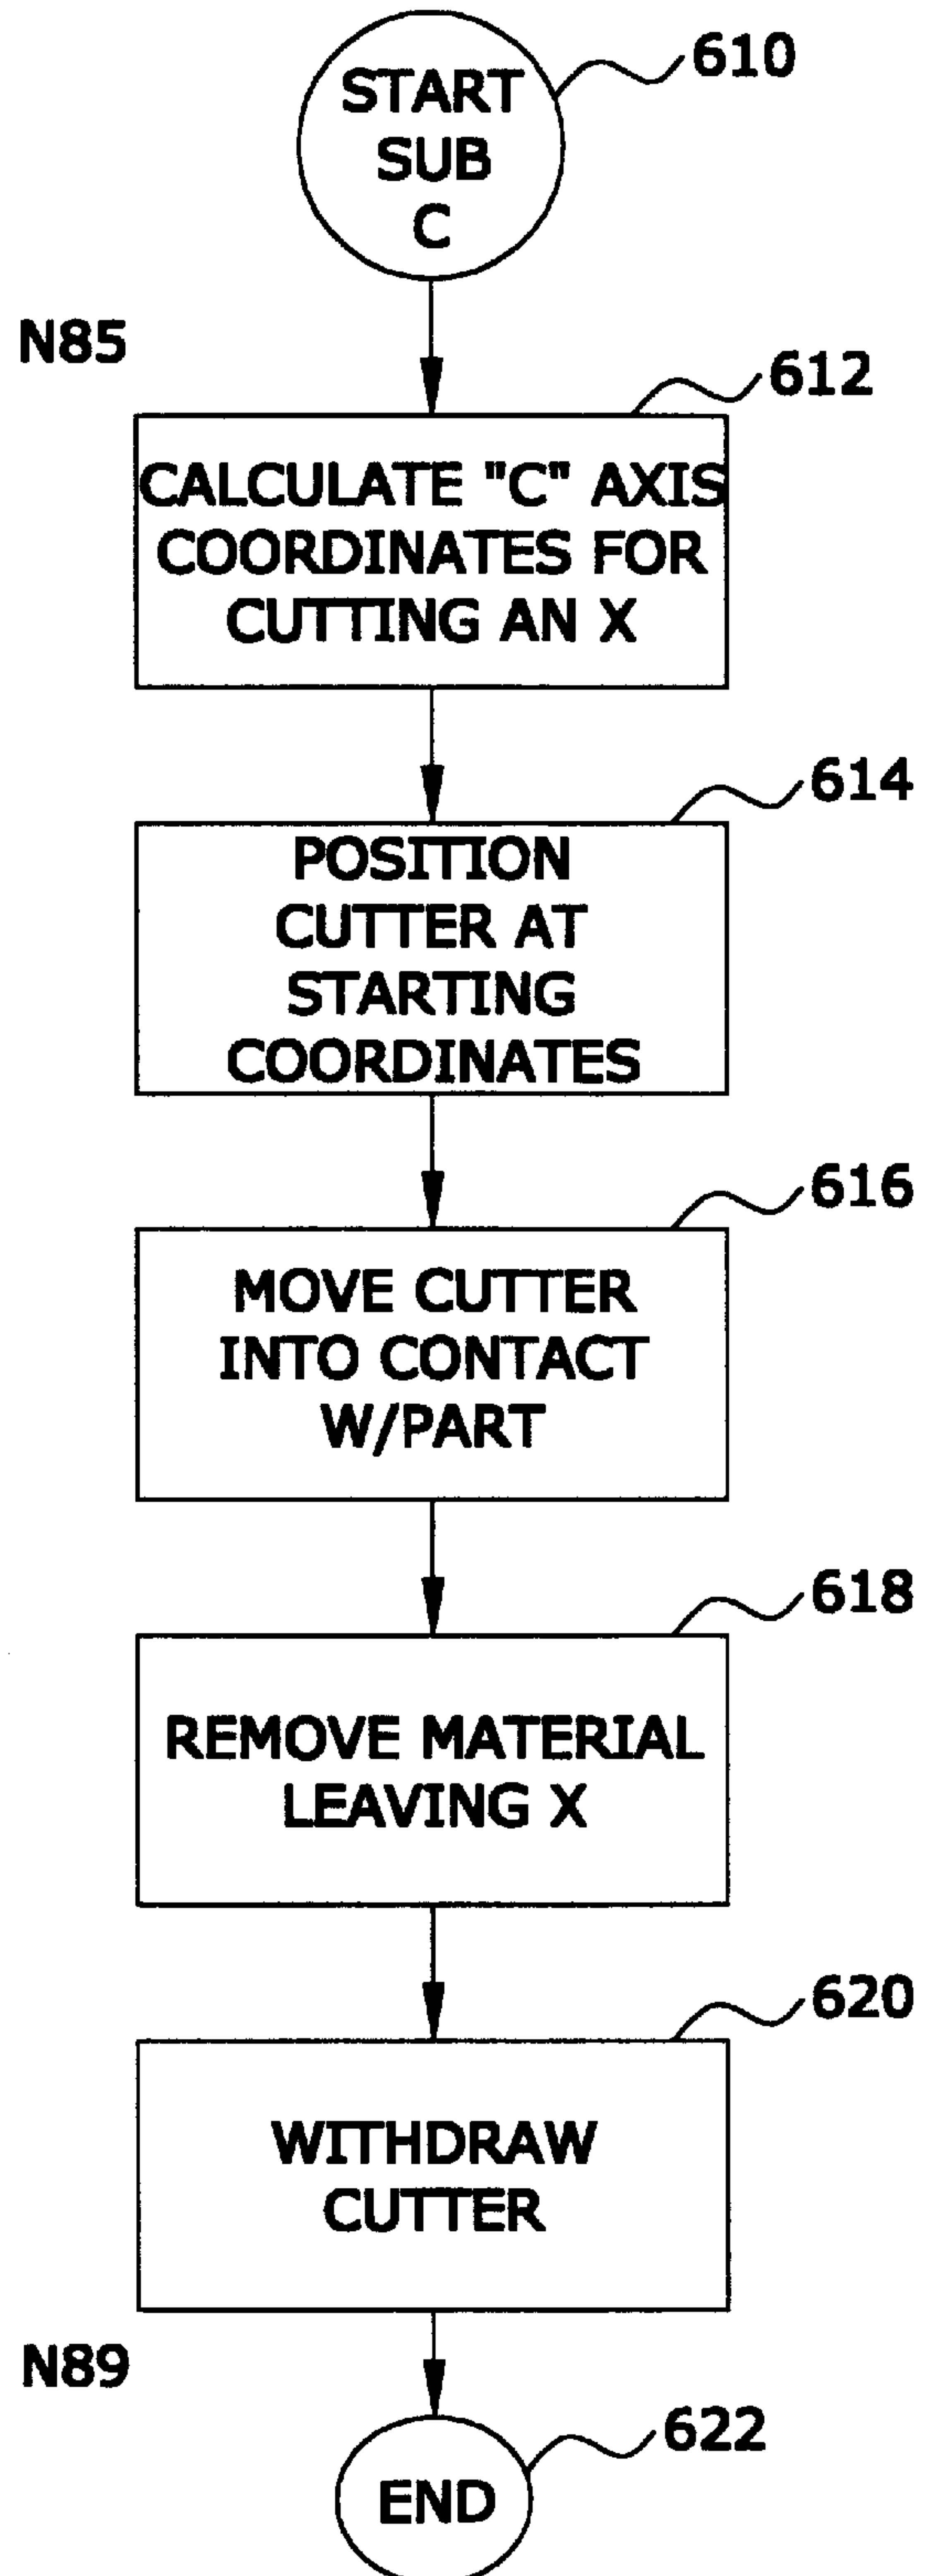 START
SUB
C
610
N85
612
CALCULATE "C" AXIS
COORDINATES FOR
CUTTING AN X
614
POSITION
CUTTER AT
STARTING
COORDINATES
616
MOVE CUTTER
INTO CONTACT
W/PART
618
REMOVE MATERIAL
LEAVING X
620
WITHDRAW
CUTTER
N89
622
END